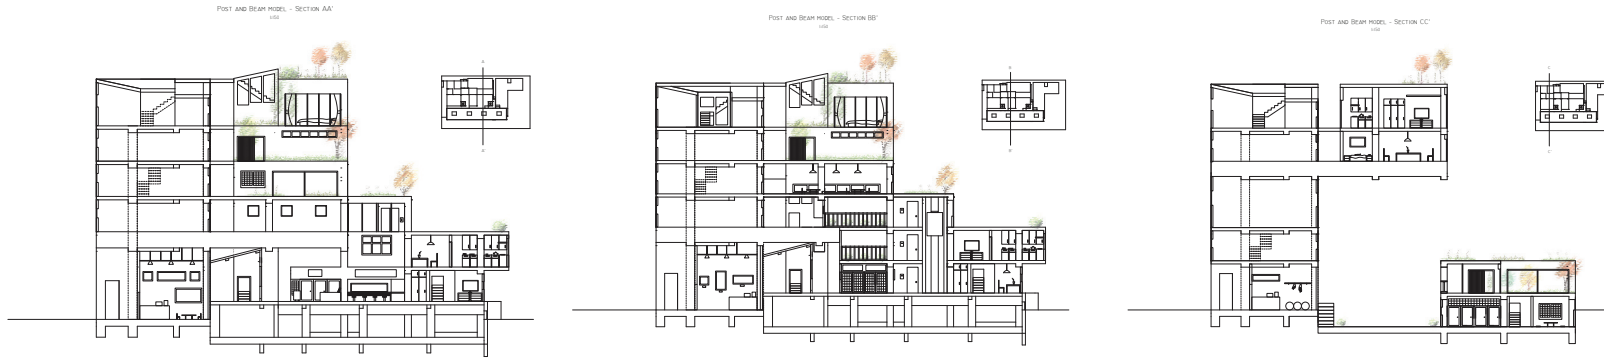 Post and Beam model - Section AA'
Post and Beam model - Section BB'
Post and Beam model - Section CC'